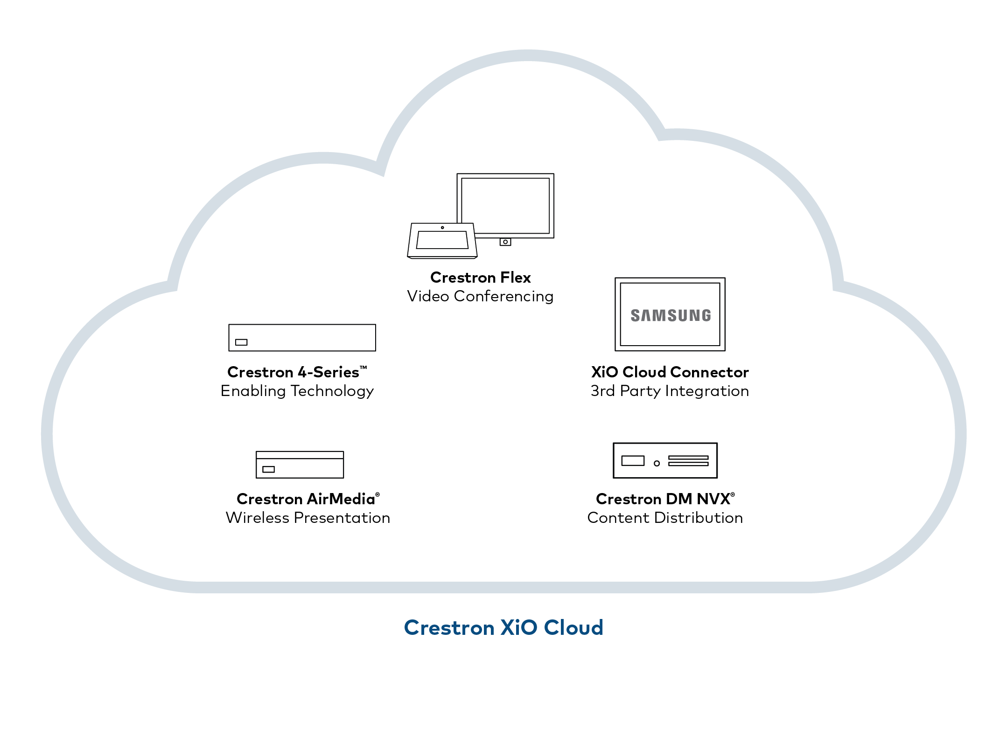 Crestron Flex
Video Conferencing
SAMSUNG
Crestron 4-Series™
Enabling Technology
XiO Cloud Connector
3rd Party Integration
Crestron AirMedia®
Wireless Presentation
Crestron DM NVX®
Content Distribution
Crestron XiO Cloud